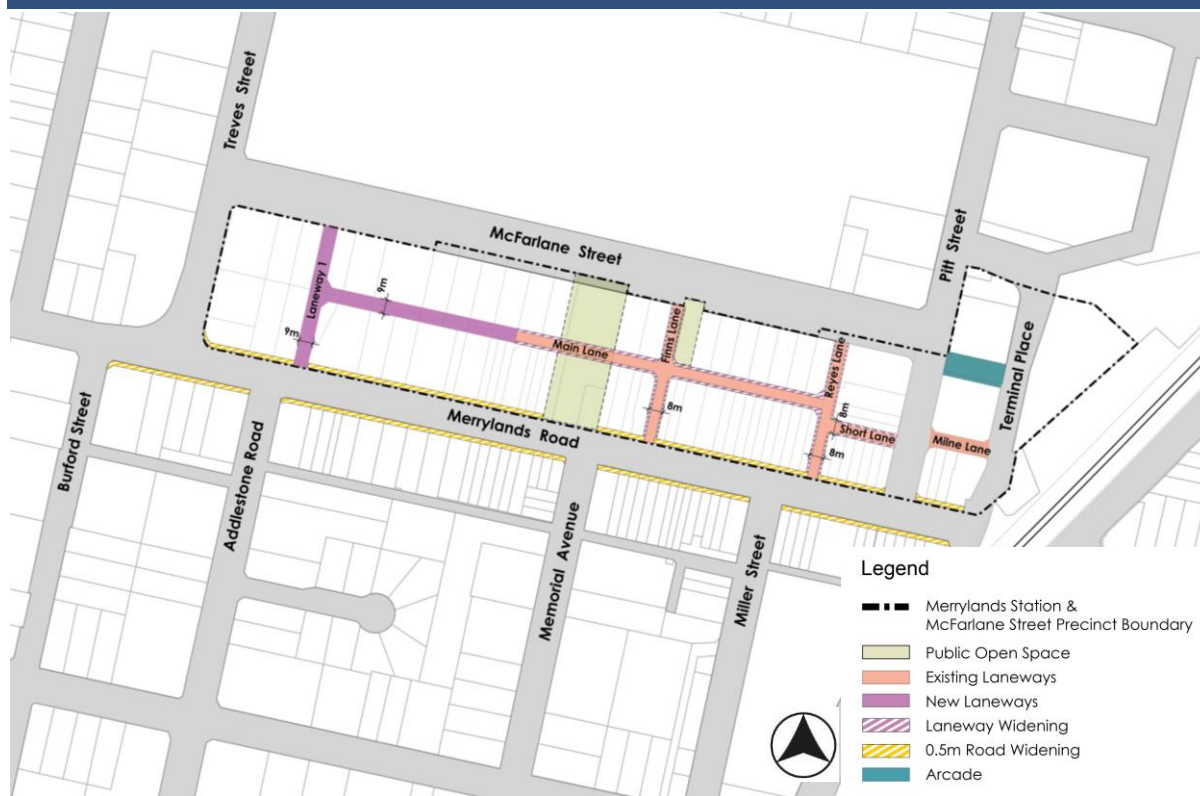 Treves Street
McFarlane Street
Pitt Street
Terminal Place
Laneway 1
9m
9m
Main Lane
Finns Lane
Reyes Lane
8m
8m
Short Lane
8m
Milne Lane
Merrylands Road
Burford Street
Addlestone Road
Memorial Avenue
Miller Street
Legend
Merrylands Station &
McFarlane Street Precinct Boundary
Public Open Space
Existing Laneways
New Laneways
Laneway Widening
0.5m Road Widening
Arcade